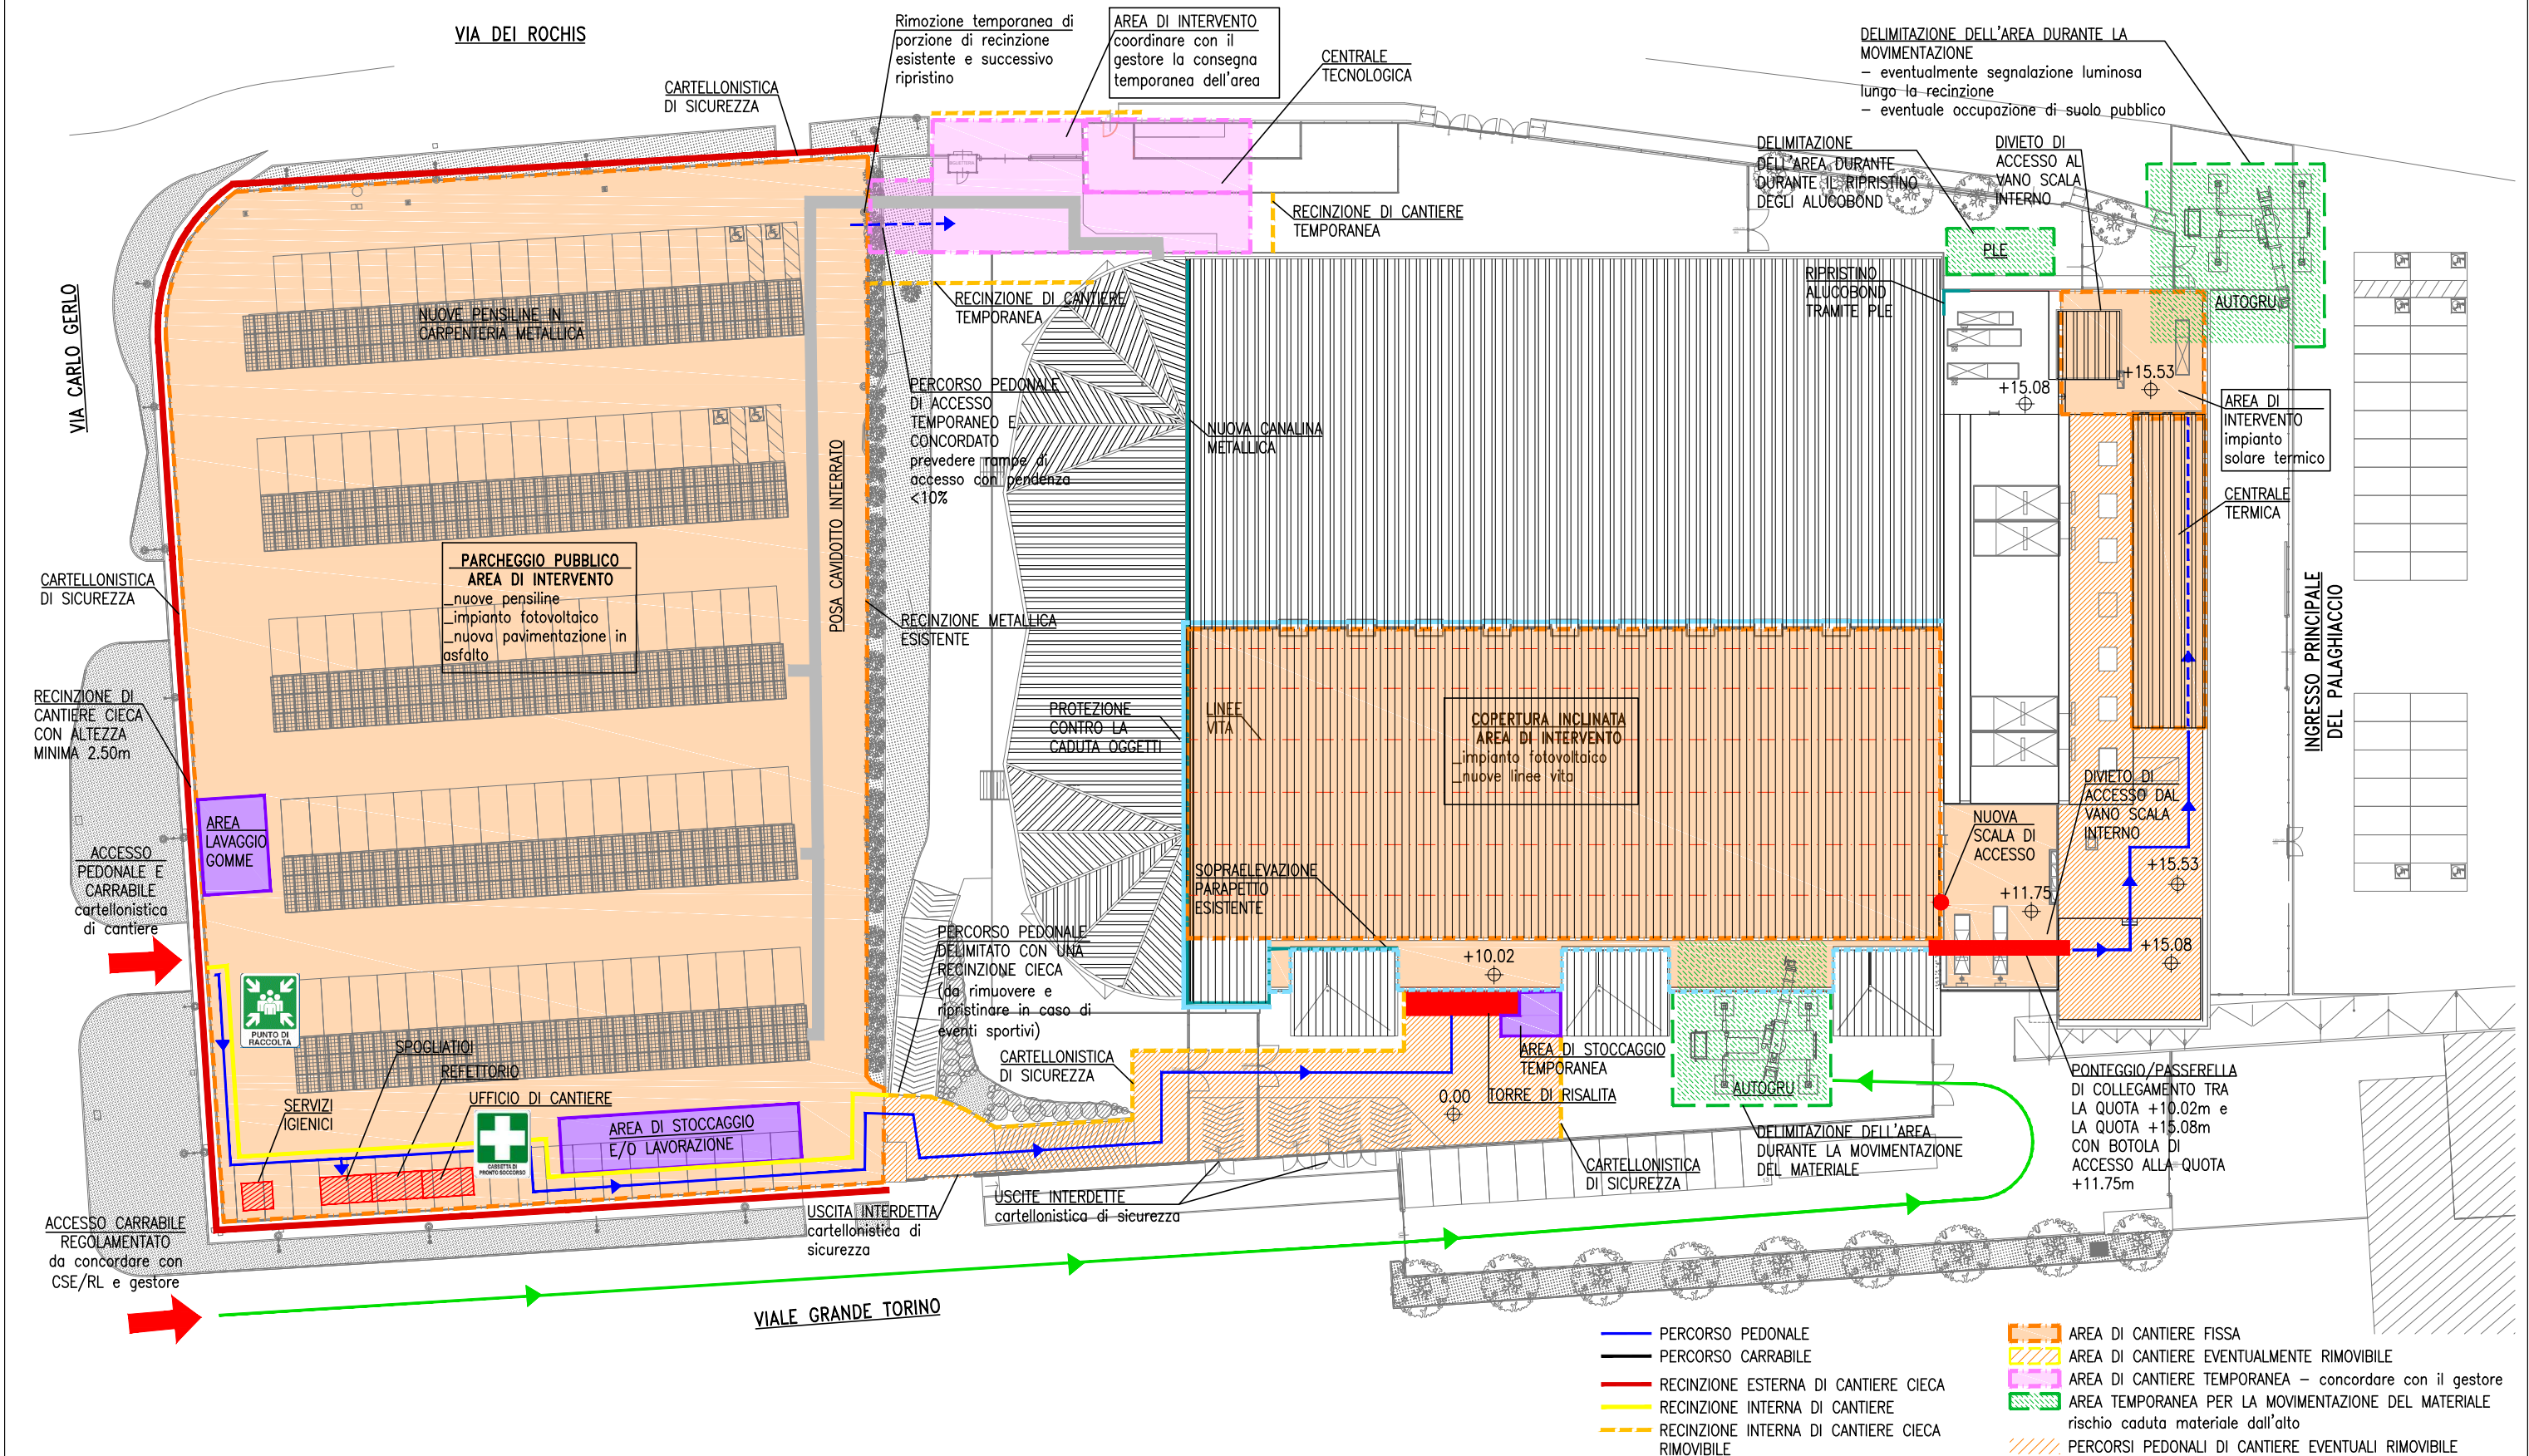 VIA DEI ROCHIS
Rimozione temporanea di
porzione di recinzione
esistente e successivo
ripristino
AREA DI INTERVENTO
coordinare con il
gestore la consegna
temporanea dell'area
CENTRALE
TECNOLOGICA
DELIMITAZIONE DELL'AREA DURANTE LA
MOVIMENTAZIONE
– eventualmente segnalazione luminosa
lungo la recinzione
– eventuale occupazione di suolo pubblico
CARTELLONISTICA
DI SICUREZZA
DELIMITAZIONE
DELL'AREA DURANTE
DURANTE IL RIPRISTINO
DEGLI ALUCOBOND
DIVIETO DI
ACCESSO AL
VANO SCALA
INTERNO
RECINZIONE DI CANTIERE
TEMPORANEA
PLE
AUTOGRU
RIPRISTINO
ALUCOBOND
TRAMITE PLE
VIA CARLO GERLO
NUOVE PENSILINE IN
CARPENTERIA METALLICA
RECINZIONE DI CANTIERE
TEMPORANEA
PERCORSO PEDONALE
DI ACCESSO
TEMPORANEO E
CONCORDATO
prevedere rampe di
accesso con pendenza
<10%
NUOVA CANALINA
METALLICA
+15.08
+15.53
AREA DI
INTERVENTO
impianto
solare termico
CENTRALE
TERMICA
POSA CAVIDOTTO INTERRATO
PARCHEGGIO PUBBLICO
AREA DI INTERVENTO
_nuove pensiline
_impianto fotovoltaico
_nuova pavimentazione in
asfalto
CARTELLONISTICA
DI SICUREZZA
RECINZIONE METALLICA
ESISTENTE
INGRESSO PRINCIPALE
DEL PALAGHIACCIO
RECINZIONE DI
CANTIERE CIECA
CON ALTEZZA
MINIMA 2.50m
PROTEZIONE
CONTRO LA
CADUTA OGGETTI
LINEE
VITA
COPERTURA INCLINATA
AREA DI INTERVENTO
_impianto fotovoltaico
_nuove linee vita
AREA
LAVAGGIO
GOMME
ACCESSO
PEDONALE E
CARRABILE
cartellonistica
di cantiere
SOPRAELEVAZIONE
PARAPETTO
ESISTENTE
NUOVA
SCALA DI
ACCESSO
DIVIETO DI
ACCESSO DAL
VANO SCALA
INTERNO
+15.53
+11.75
+15.08
+10.02
PERCORSO PEDONALE
DELIMITATO CON UNA
RECINZIONE CIECA
(da rimuovere e
ripristinare in caso di
eventi sportivi)
PUNTO DI
RACCOLTA
SPOGLIATIOI
REFETTORIO
UFFICIO DI CANTIERE
SERVIZI
IGIENICI
CASSETTA DI
PRONTO SOCCORSO
AREA DI STOCCAGGIO
E/O LAVORAZIONE
CARTELLONISTICA
DI SICUREZZA
AREA DI STOCCAGGIO
TEMPORANEA
TORRE DI RISALITA
0.00
AUTOGRU
DELIMITAZIONE DELL'AREA
DURANTE LA MOVIMENTAZIONE
DEL MATERIALE
PONTEGGIO/PASSERELLA
DI COLLEGAMENTO TRA
LA QUOTA +10.02m e
LA QUOTA +15.08m
CON BOTOLA DI
ACCESSO ALLA QUOTA
+11.75m
CARTELLONISTICA
DI SICUREZZA
USCITE INTERDETTE
cartellonistica di sicurezza
USCITA INTERDETTA
cartellonistica di
sicurezza
ACCESSO CARRABILE
REGOLAMENTATO
da concordare con
CSE/RL e gestore
VIALE GRANDE TORINO
PERCORSO PEDONALE
PERCORSO CARRABILE
RECINZIONE ESTERNA DI CANTIERE CIECA
RECINZIONE INTERNA DI CANTIERE
RECINZIONE INTERNA DI CANTIERE CIECA
RIMOVIBILE
AREA DI CANTIERE FISSA
AREA DI CANTIERE EVENTUALMENTE RIMOVIBILE
AREA DI CANTIERE TEMPORANEA – concordare con il gestore
AREA TEMPORANEA PER LA MOVIMENTAZIONE DEL MATERIALE
rischio caduta materiale dall'alto
PERCORSI PEDONALI DI CANTIERE EVENTUALI RIMOVIBILE